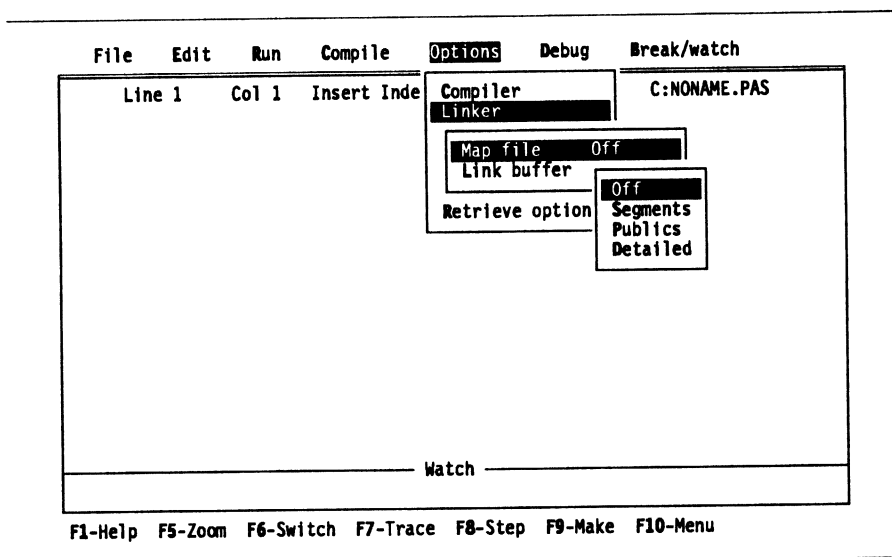 File Edit Run Compile Options Debug Break/watch
Line 1 Col 1 Insert Inde C:NONAME.PAS
Compiler
Linker
Map file Off
Link buffer
Off
Segments
Publics
Detailed
Retrieve option
Watch
F1-Help F5-Zoom F6-Switch F7-Trace F8-Step F9-Make F10-Menu